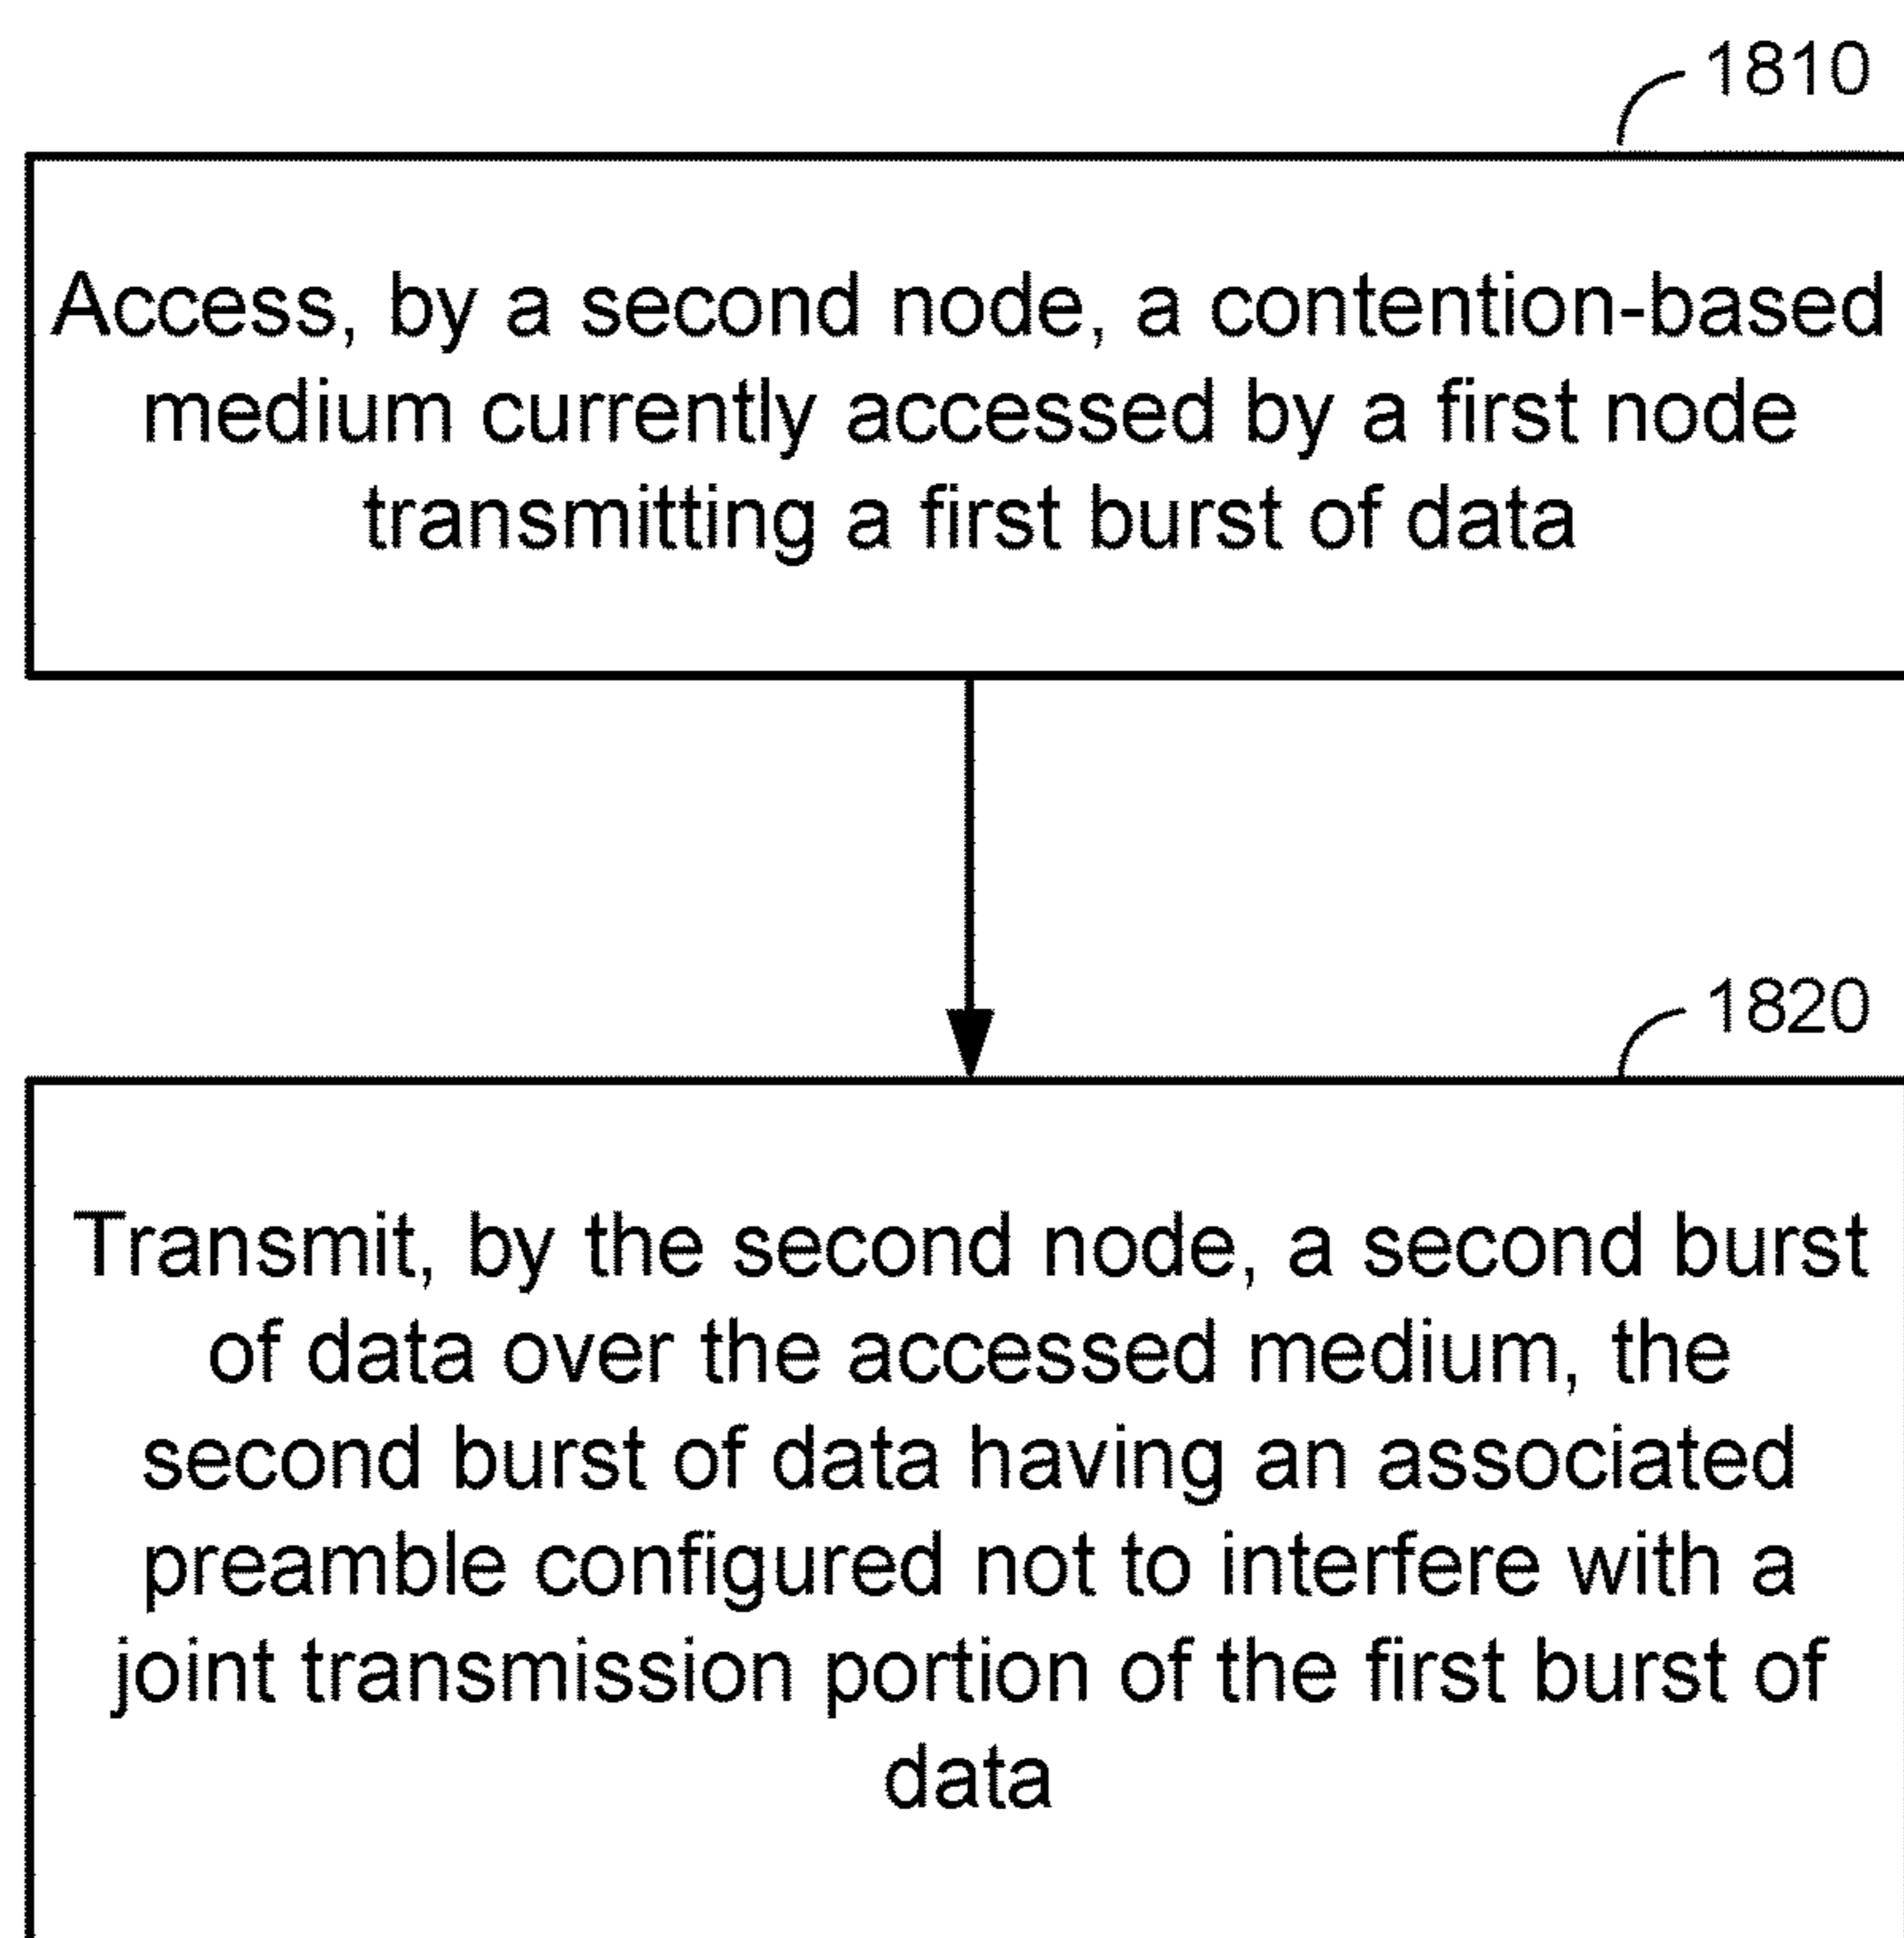 1810
Access, by a second node, a contention-based
medium currently accessed by a first node
transmitting a first burst of data
1820
Transmit, by the second node, a second burst
of data over the accessed medium, the
second burst of data having an associated
preamble configured not to interfere with a
joint transmission portion of the first burst of
data